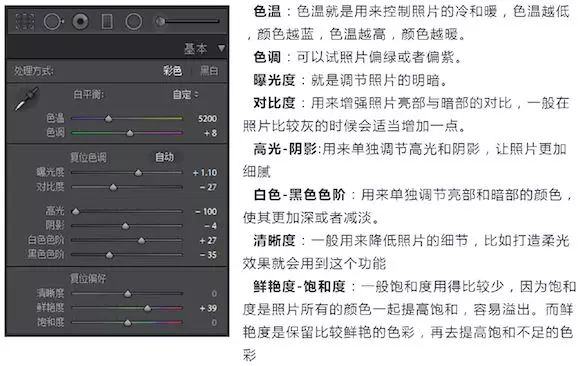 基本
处理方式: 彩色 黑白
白平衡: 自定
色温 5200
色调 + 8
复位色调 自动
曝光度 + 1.10
对比度 - 27
高光 - 100
阴影 - 4
白色色阶 + 27
黑色色阶 - 35
复位偏好
清晰度 0
鲜艳度 + 39
饱和度 0
色温：色温就是用来控制照片的冷和暖，色温越低
，颜色越蓝，色温越高，颜色越暖。
色调：可以试照片偏绿或者偏紫。
曝光度：就是调节照片的明暗。
对比度：用来增强照片亮部与暗部的对比，一般在
照片比较灰的时候会适当增加一点。
高光-阴影:用来单独调节高光和阴影，让照片更加
细腻
白色-黑色色阶：用来单独调节亮部和暗部的颜色，
使其更加深或者减淡。
清晰度：一般用来降低照片的细节，比如打造柔光
效果就会用到这个功能
鲜艳度-饱和度：一般饱和度用得比较少，因为饱和
度是照片所有的颜色一起提高饱和，容易溢出。而鲜
艳度是保留比较鲜艳的色彩，再去提高饱和不足的色
彩